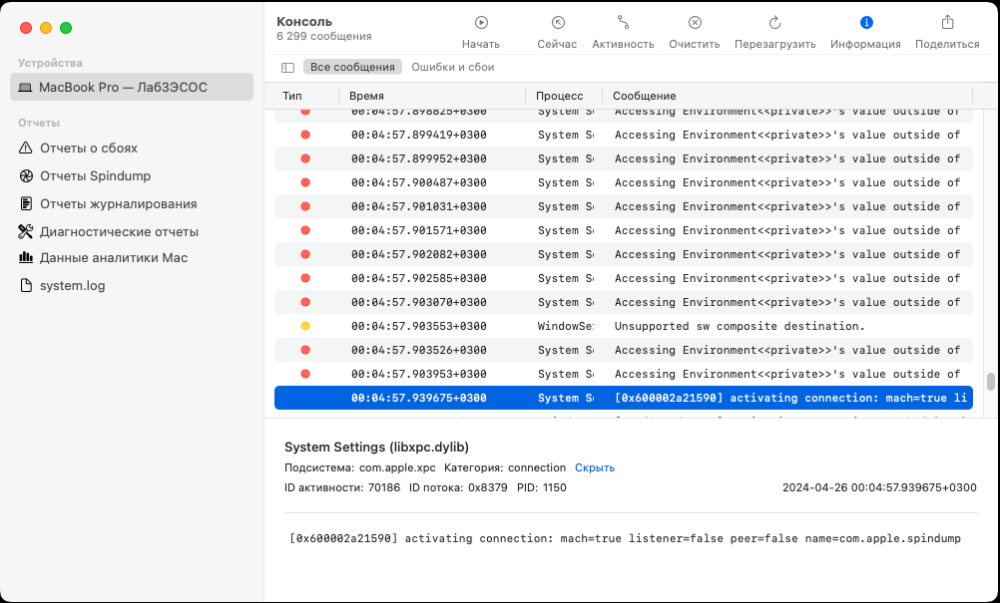 Консоль
6 299 сообщения
Начать
Сейчас
Активность
Очистить
Перезагрузить
Информация
Поделиться
Устройства
MacBook Pro — Лаб3ЭСОС
Отчеты
Отчеты о сбоях
Отчеты Spindump
Отчеты журналирования
Диагностические отчеты
Данные аналитики Mac
system.log
Все сообщения Ошибки и сбои
Тип Время Процесс Сообщение
00:04:57.898825+0300 System Se Accessing Environment<<private>>'s value outside of
00:04:57.899419+0300 System Se Accessing Environment<<private>>'s value outside of
00:04:57.899952+0300 System Se Accessing Environment<<private>>'s value outside of
00:04:57.900487+0300 System Se Accessing Environment<<private>>'s value outside of
00:04:57.901031+0300 System Se Accessing Environment<<private>>'s value outside of
00:04:57.901571+0300 System Se Accessing Environment<<private>>'s value outside of
00:04:57.902082+0300 System Se Accessing Environment<<private>>'s value outside of
00:04:57.902585+0300 System Se Accessing Environment<<private>>'s value outside of
00:04:57.903070+0300 System Se Accessing Environment<<private>>'s value outside of
00:04:57.903553+0300 WindowSe Unsupported sw composite destination.
00:04:57.903526+0300 System Se Accessing Environment<<private>>'s value outside of
00:04:57.903953+0300 System Se Accessing Environment<<private>>'s value outside of
00:04:57.939675+0300 System Se [0x600002a21590] activating connection: mach=true li
System Settings (libxpc.dylib)
Подсистема: com.apple.xpc Категория: connection Скрыть
ID активности: 70186 ID потока: 0x8379 PID: 1150 2024-04-26 00:04:57.939675+0300
[0x600002a21590] activating connection: mach=true listener=false peer=false name=com.apple.spindump